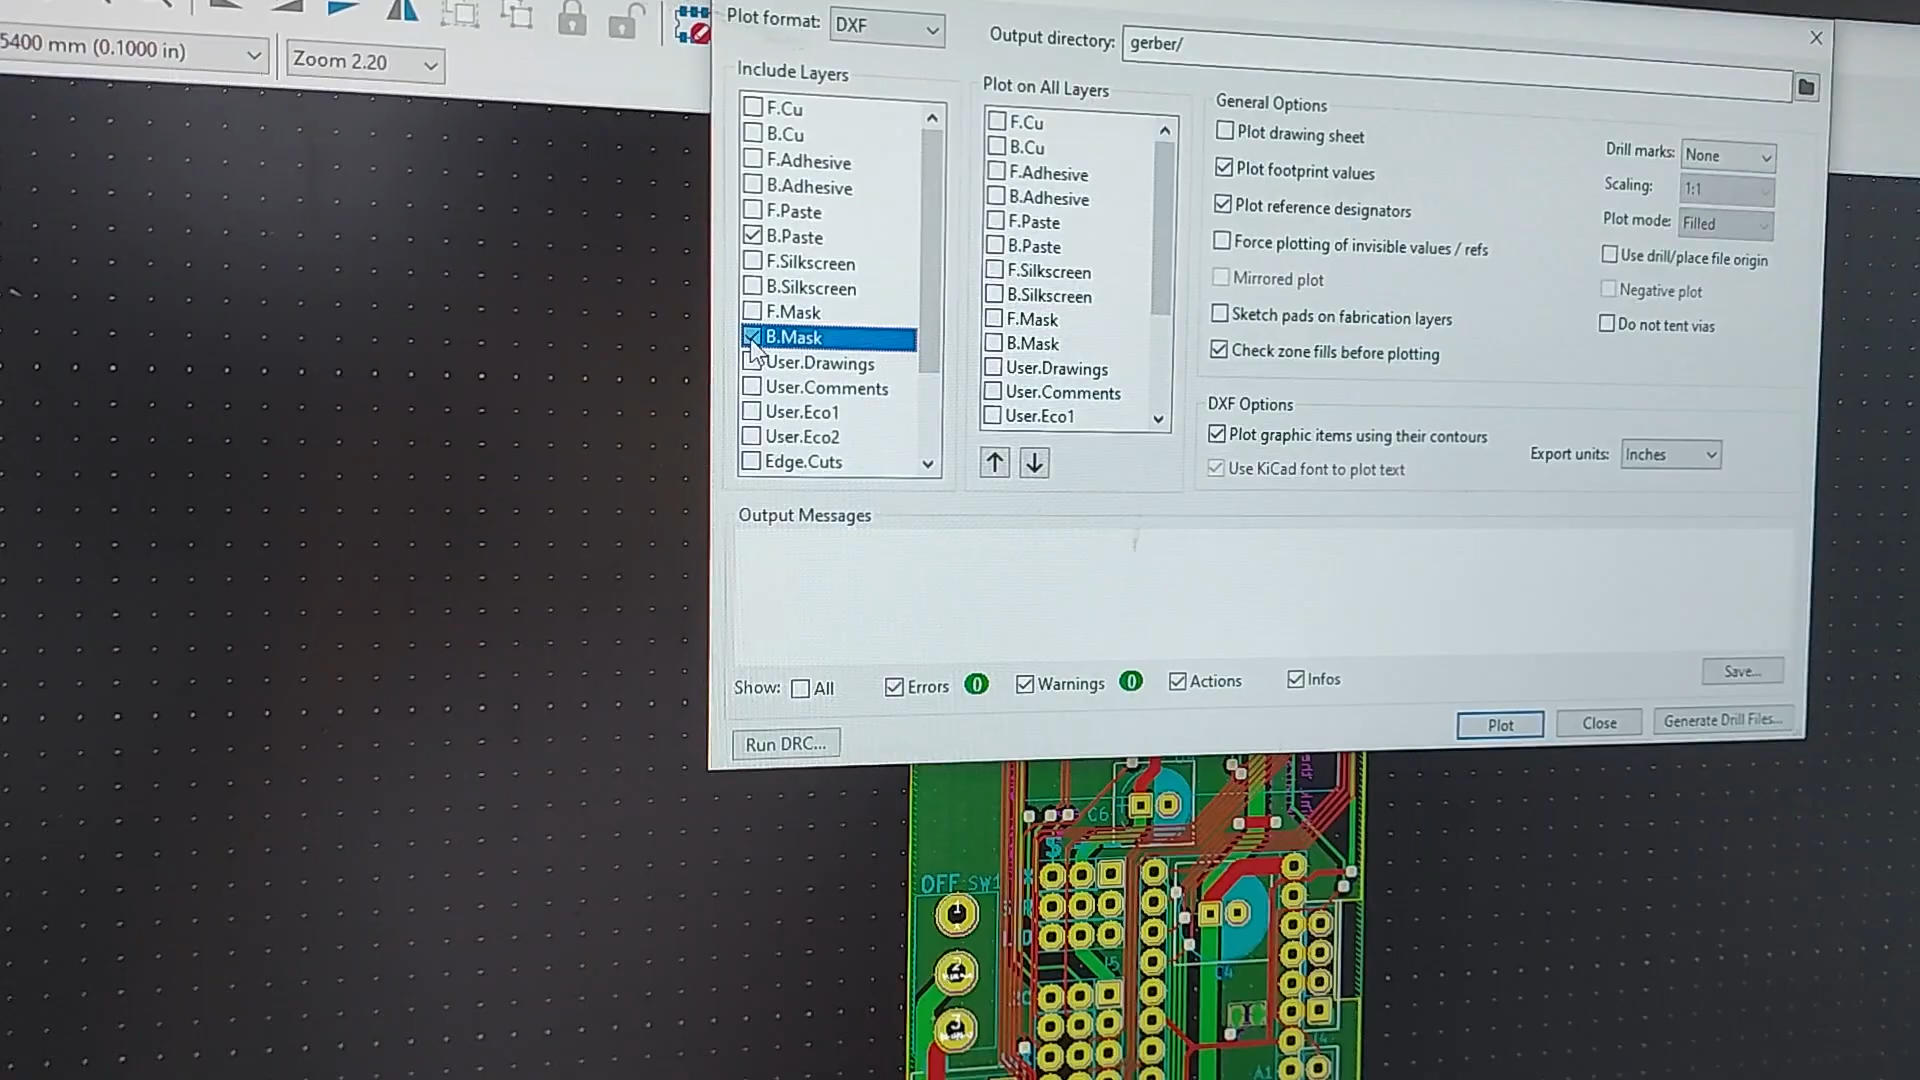 5400 mm (0.1000 in)
Zoom 2.20
Plot format: DXF
Output directory: gerber/
Include Layers
F.Cu
B.Cu
F.Adhesive
B.Adhesive
F.Paste
B.Paste
F.Silkscreen
B.Silkscreen
F.Mask
B.Mask
User.Drawings
User.Comments
User.Eco1
User.Eco2
Edge.Cuts
Plot on All Layers
F.Cu
B.Cu
F.Adhesive
B.Adhesive
F.Paste
B.Paste
F.Silkscreen
B.Silkscreen
F.Mask
B.Mask
User.Drawings
User.Comments
User.Eco1
General Options
Plot drawing sheet
Plot footprint values
Plot reference designators
Force plotting of invisible values / refs
Mirrored plot
Sketch pads on fabrication layers
Check zone fills before plotting
Drill marks: None
Scaling: 1:1
Plot mode: Filled
Use drill/place file origin
Negative plot
Do not tent vias
DXF Options
Plot graphic items using their contours
Use KiCad font to plot text
Export units: Inches
Output Messages
Show: All Errors 0 Warnings 0 Actions Infos
Save...
Run DRC...
Plot
Close
Generate Drill Files...
C6
$
OFF SW1
1
2
3
J5
C4
A1